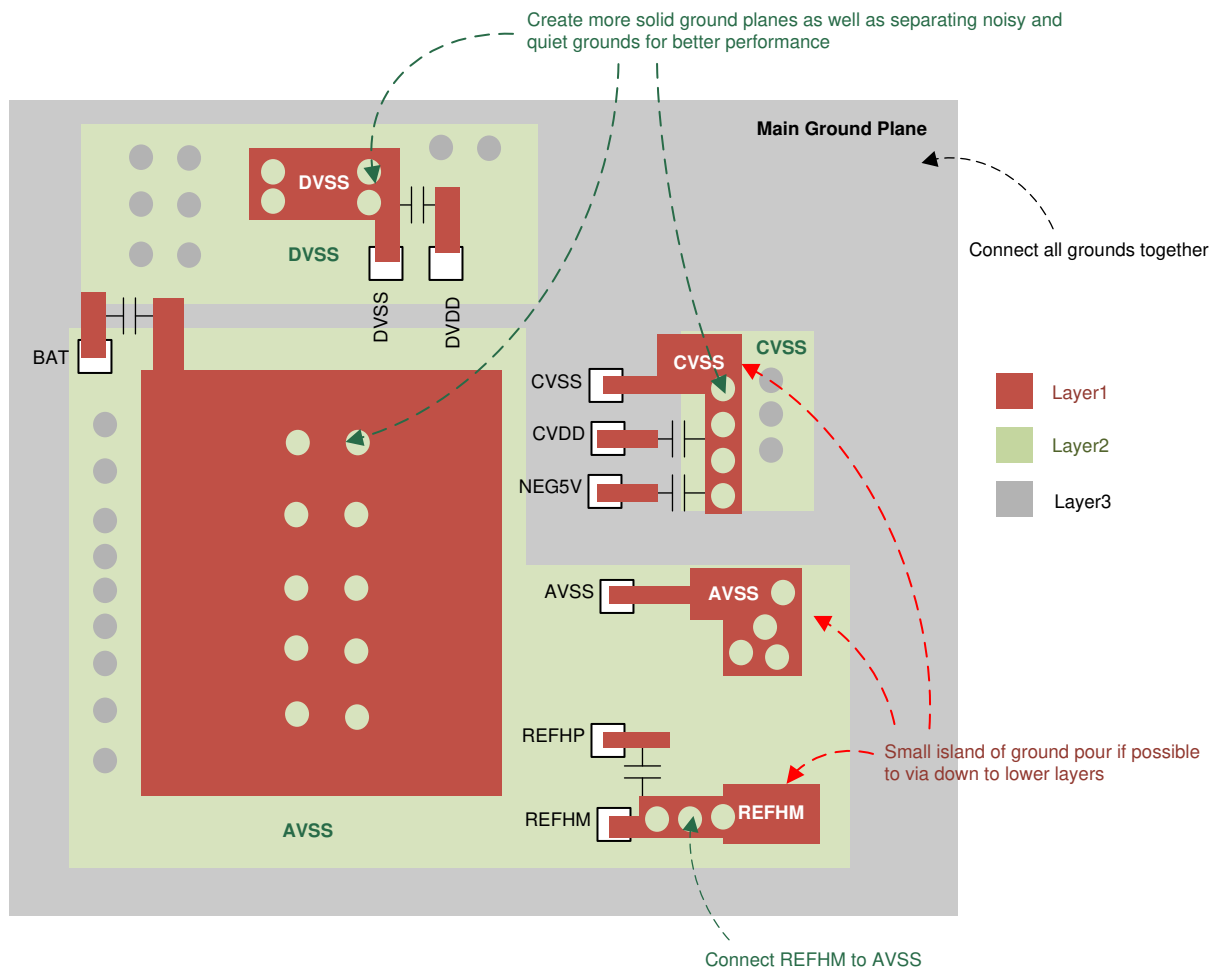 Create more solid ground planes as well as separating noisy and
quiet grounds for better performance
Main Ground Plane
Connect all grounds together
DVSS
DVSS
DVSS
DVDD
BAT
CVSS
CVSS
CVSS
CVDD
NEG5V
Layer1
Layer2
Layer3
AVSS
AVSS
REFHP
Small island of ground pour if possible
to via down to lower layers
REFHM
REFHM
AVSS
Connect REFHM to AVSS